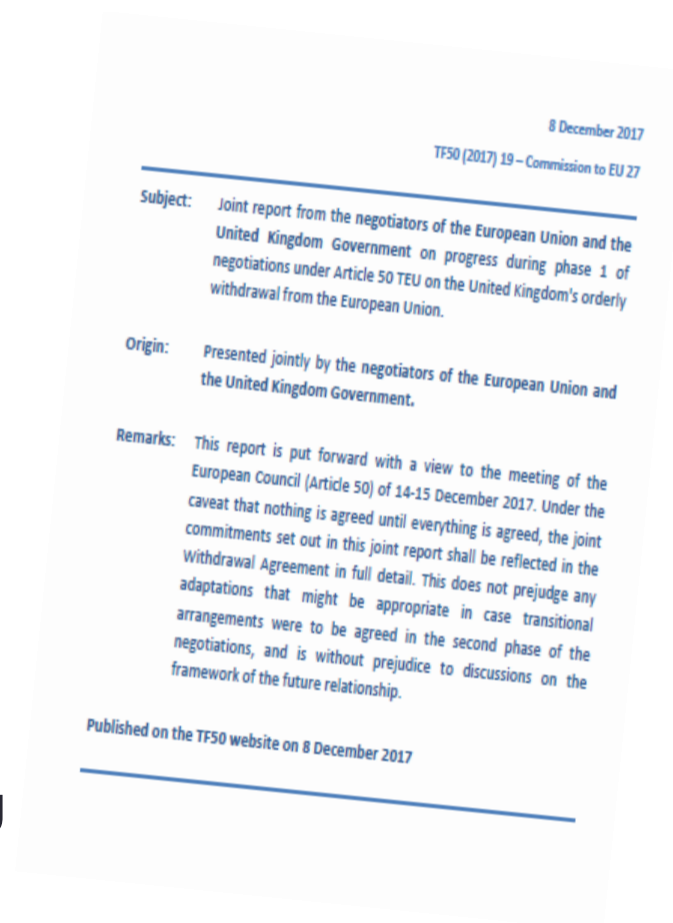 8 December 2017
TF50 (2017) 19 – Commission to EU 27
Subject: Joint report from the negotiators of the European Union and the
United Kingdom Government on progress during phase 1 of
negotiations under Article 50 TEU on the United Kingdom's orderly
withdrawal from the European Union.
Origin: Presented jointly by the negotiators of the European Union and
the United Kingdom Government.
Remarks: This report is put forward with a view to the meeting of the
European Council (Article 50) of 14-15 December 2017. Under the
caveat that nothing is agreed until everything is agreed, the joint
commitments set out in this joint report shall be reflected in the
Withdrawal Agreement in full detail. This does not prejudge any
adaptations that might be appropriate in case transitional
arrangements were to be agreed in the second phase of the
negotiations, and is without prejudice to discussions on the
framework of the future relationship.
Published on the TF50 website on 8 December 2017